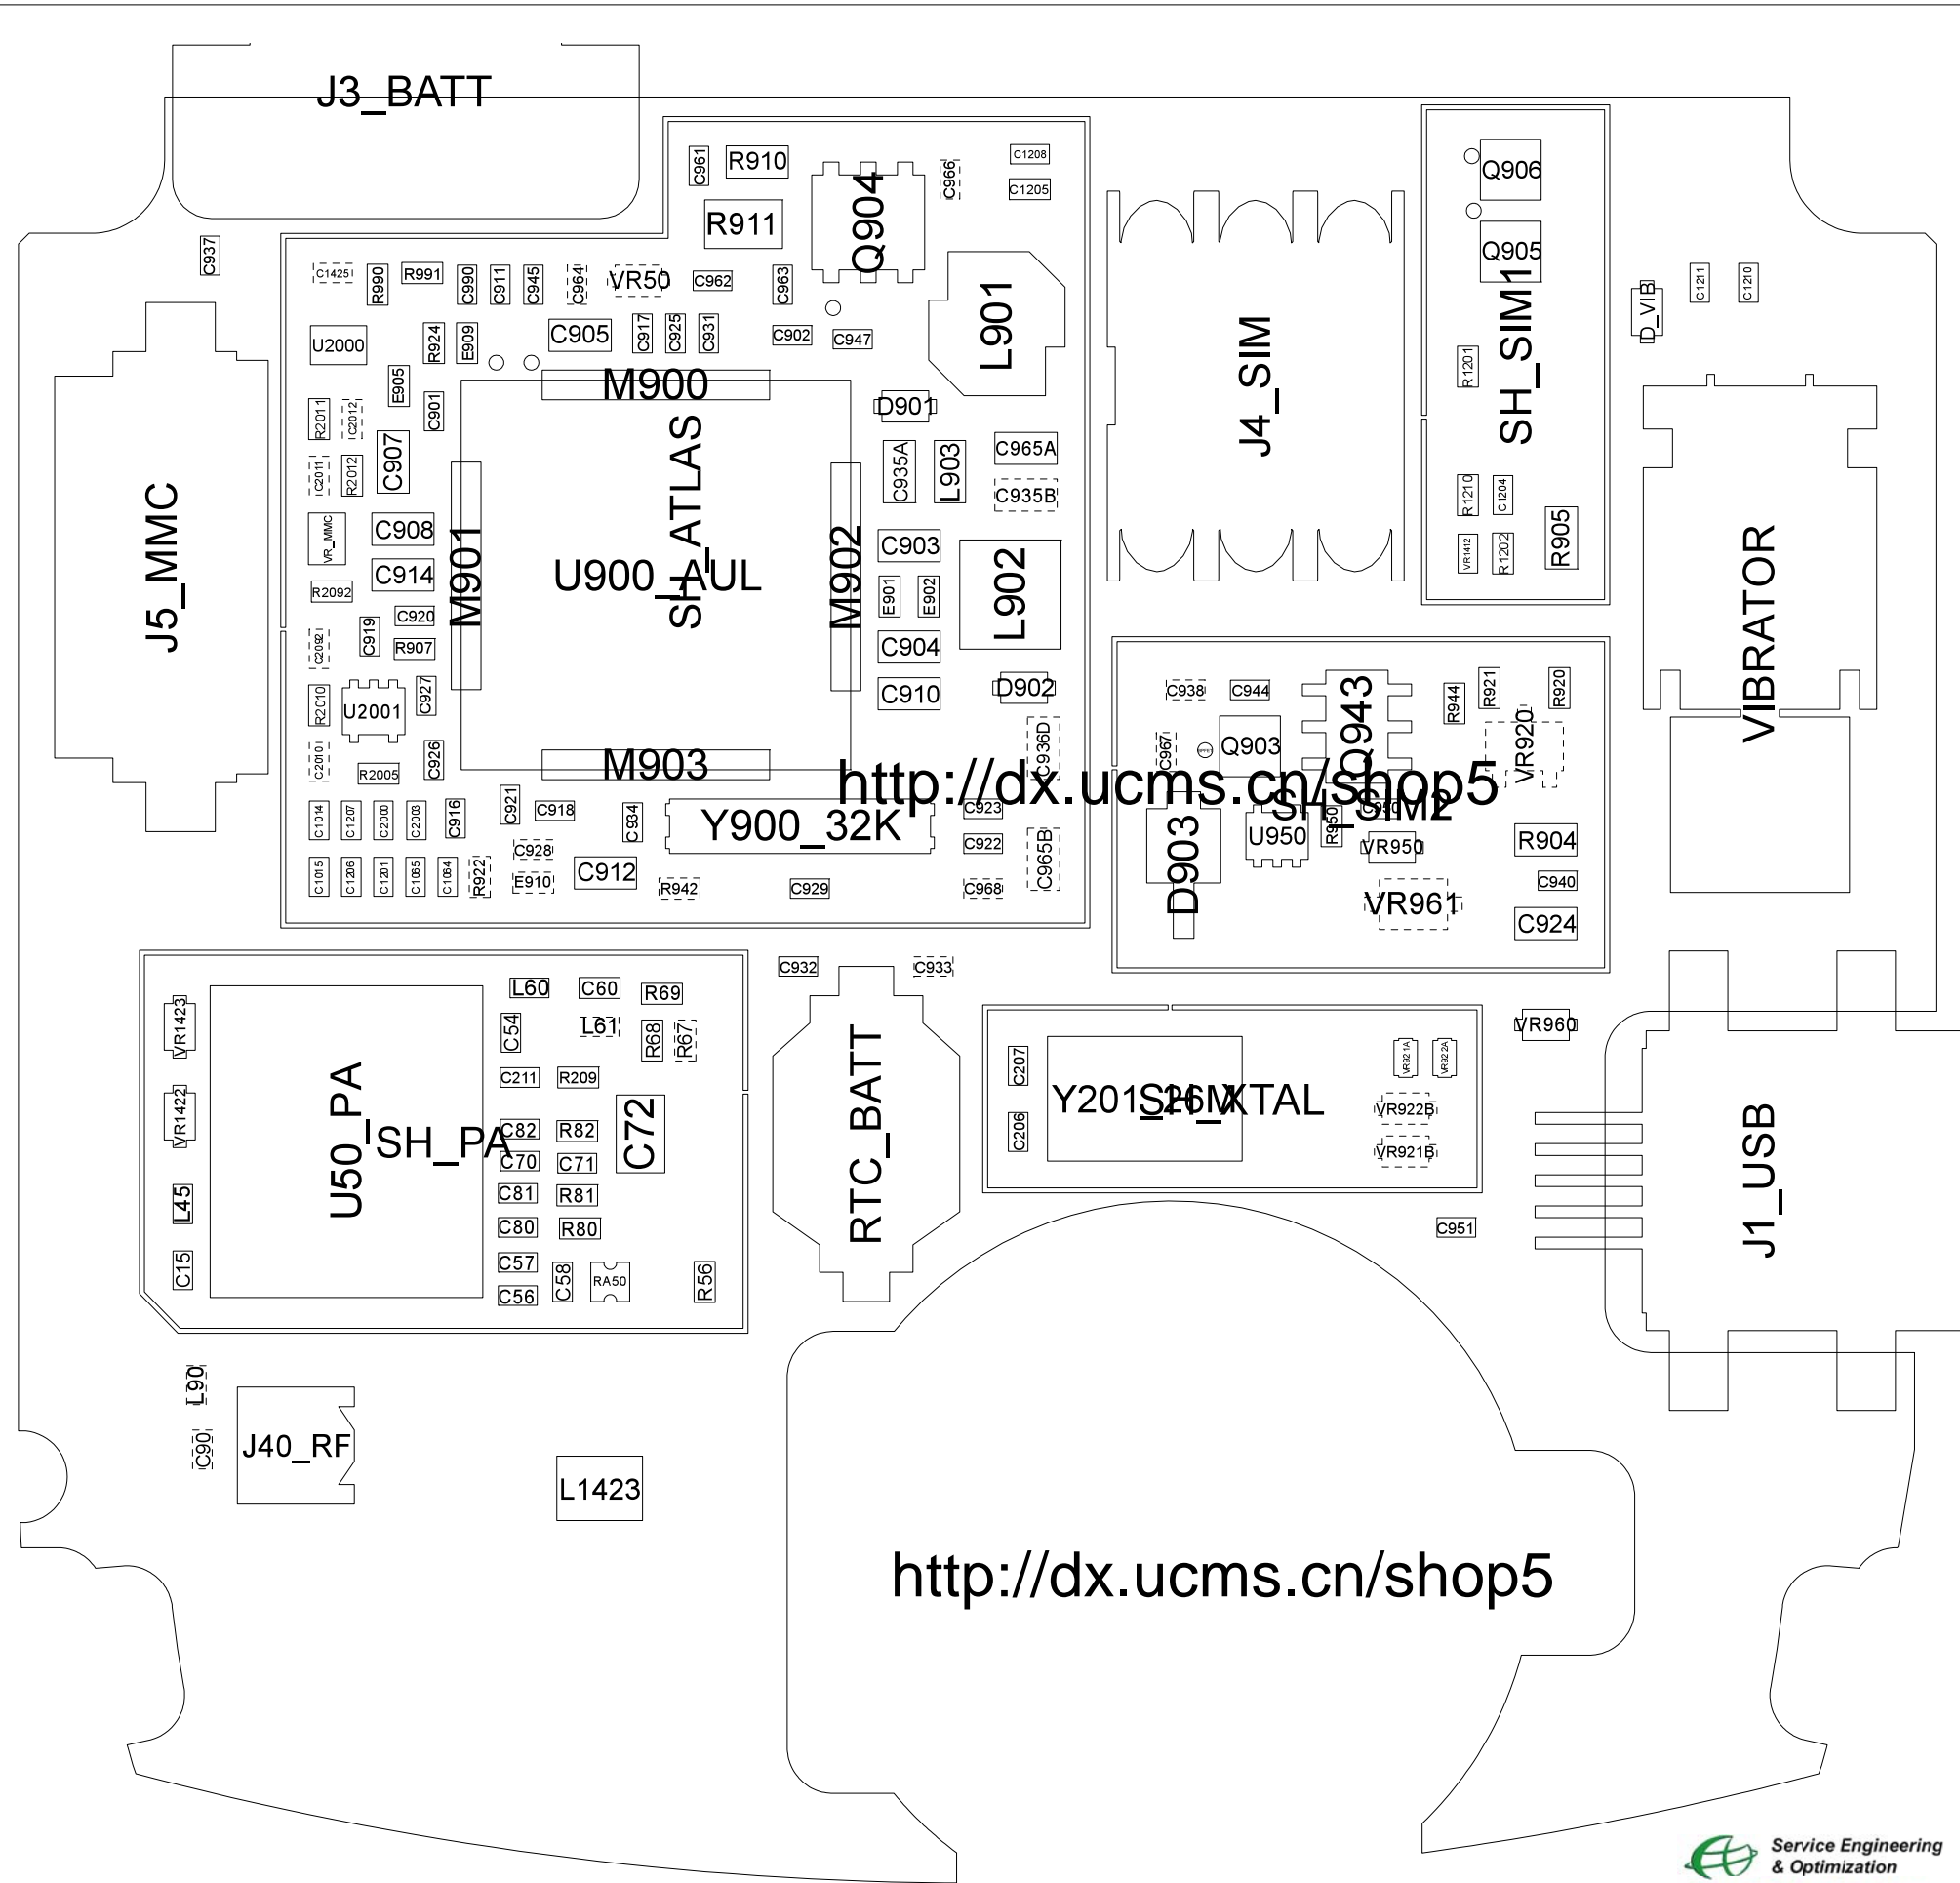 J3_BATT
C961
R910
Q904
C966
C1208
C1205
R911
Q906
Q905
SH_SIM1
C937
C1425
R990
R991
C990
C911
C945
C964
VR50
C962
C963
L901
D_VIB
C1211
C1210
U2000
R924
E909
C905
C917
C925
C931
C902
C947
J4_SIM
R1201
E905
M900
D901
R2011
C2012
C901
C907
C2011
R2012
SH_ATLAS
C935A
L903
C965A
C935B
R1210
C1204
J5_MMC
VR_MMC
C908
C914
M901
U900_AUL
M902
C903
L902
VR1412
R1202
R905
VIBRATOR
R2092
E901
E902
C920
C919
R907
C2092
C904
C910
D902
R2010
U2001
C927
C938
C944
Q943
R944
R921
R920
C2010
R2005
C926
M903
C936D
C967
Q903
VR920
http://dx.ucms.cn/shop5
SH_SIM2
C1014
C1207
C2000
C2003
C916
C921
C918
C934
Y900_32K
C923
C922
C965B
D903
U950
R950
C950
VR950
R904
C1015
C1206
C1201
C1065
C1064
R922
C928
E910
C912
R942
C929
C968
VR961
C940
C924
C932
C933
VR1423
L60
C60
R69
C54
L61
R68
R67
C207
Y201_26M
SH_XTAL
VR921A
VR922A
VR960
VR1422
U50_PA
SH_PA
C211
R209
C72
RTC_BATT
C206
VR922B
VR921B
J1_USB
C82
R82
C70
C71
L45
C81
R81
C80
R80
C951
C15
C57
C58
RA50
R56
C56
L90
C90
J40_RF
L1423
http://dx.ucms.cn/shop5
Service Engineering
& Optimization